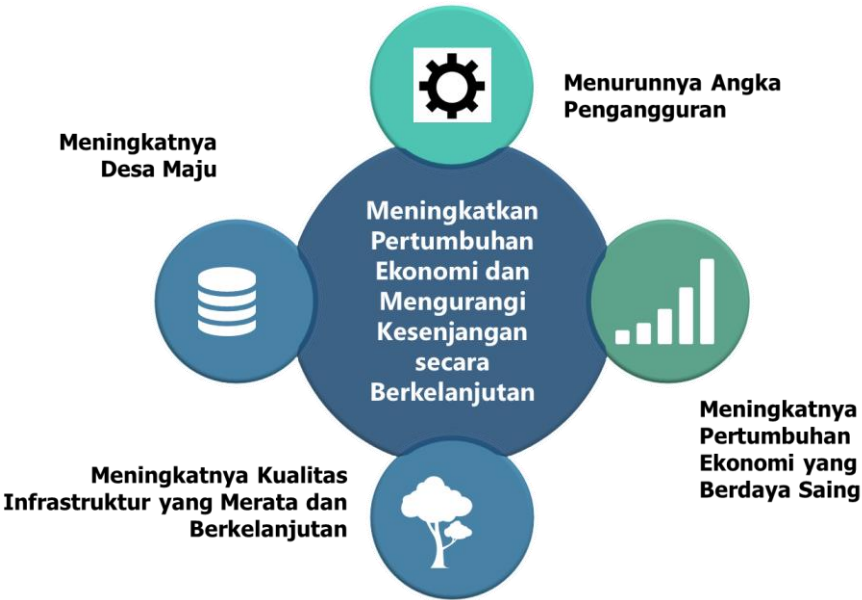 Menurunnya Angka
Pengangguran
Meningkatnya
Desa Maju
Meningkatkan
Pertumbuhan
Ekonomi dan
Mengurangi
Kesenjangan
secara
Berkelanjutan
Meningkatnya
Pertumbuhan
Ekonomi yang
Berdaya Saing
Meningkatnya Kualitas
Infrastruktur yang Merata dan
Berkelanjutan